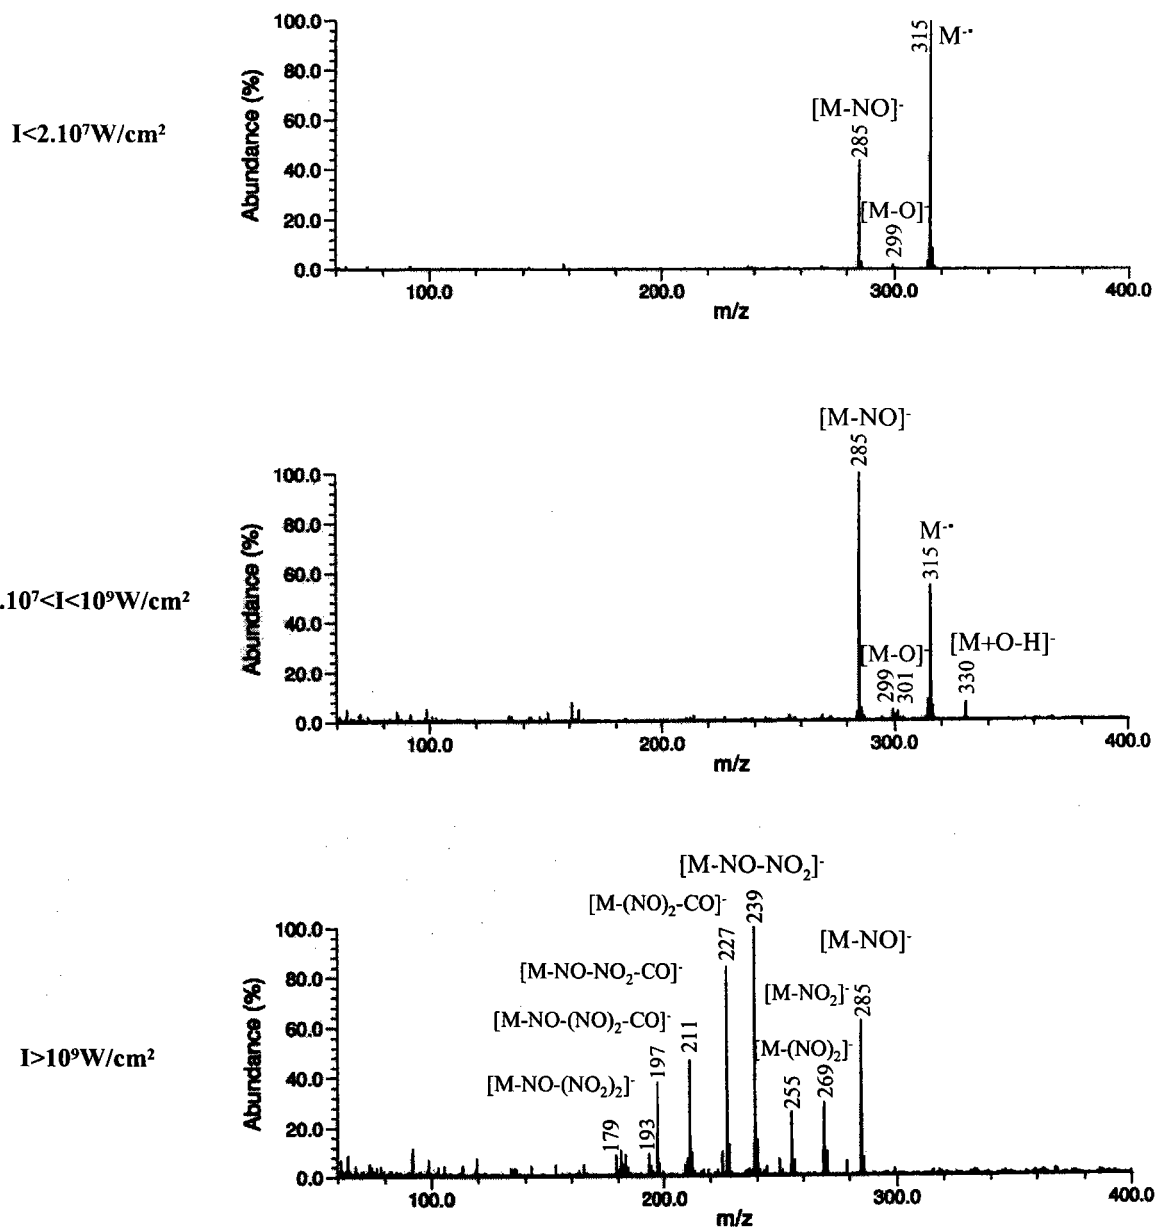 I<2.10⁷W/cm²
Abundance (%)
100.0
80.0
60.0
40.0
20.0
0.0
315 M⁻•
[M-NO]⁻
285
[M-O]⁻
299
100.0 200.0 300.0 400.0
m/z
.10⁷<I<10⁹W/cm²
Abundance (%)
100.0
80.0
60.0
40.0
20.0
0.0
[M-NO]⁻
285
M⁻•
315
[M-O]⁻
299
301
[M+O-H]⁻
330
100.0 200.0 300.0 400.0
m/z
I>10⁹W/cm²
Abundance (%)
100.0
80.0
60.0
40.0
20.0
0.0
[M-NO-NO₂]⁻
239
[M-(NO)₂-CO]⁻
227
[M-NO]⁻
285
[M-NO-NO₂-CO]⁻
211
[M-NO₂]⁻
269
[M-NO-(NO)₂-CO]⁻
197
[M-(NO)₂]⁻
255
[M-NO-(NO₂)₂]⁻
193
179
100.0 200.0 300.0 400.0
m/z